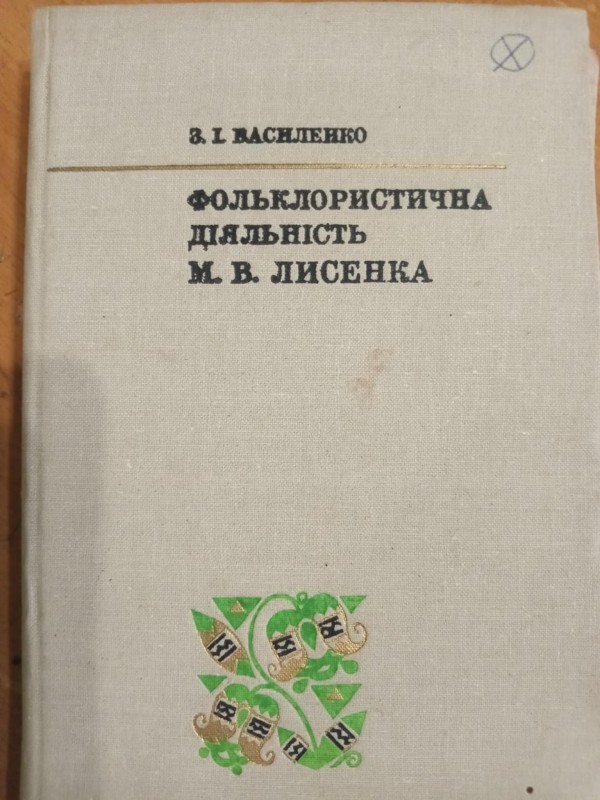 З. І. ВАСИЛЕНКО
ФОЛЬКЛОРИСТИЧНА
ДІЯЛЬНІСТЬ
М. В. ЛИСЕНКА